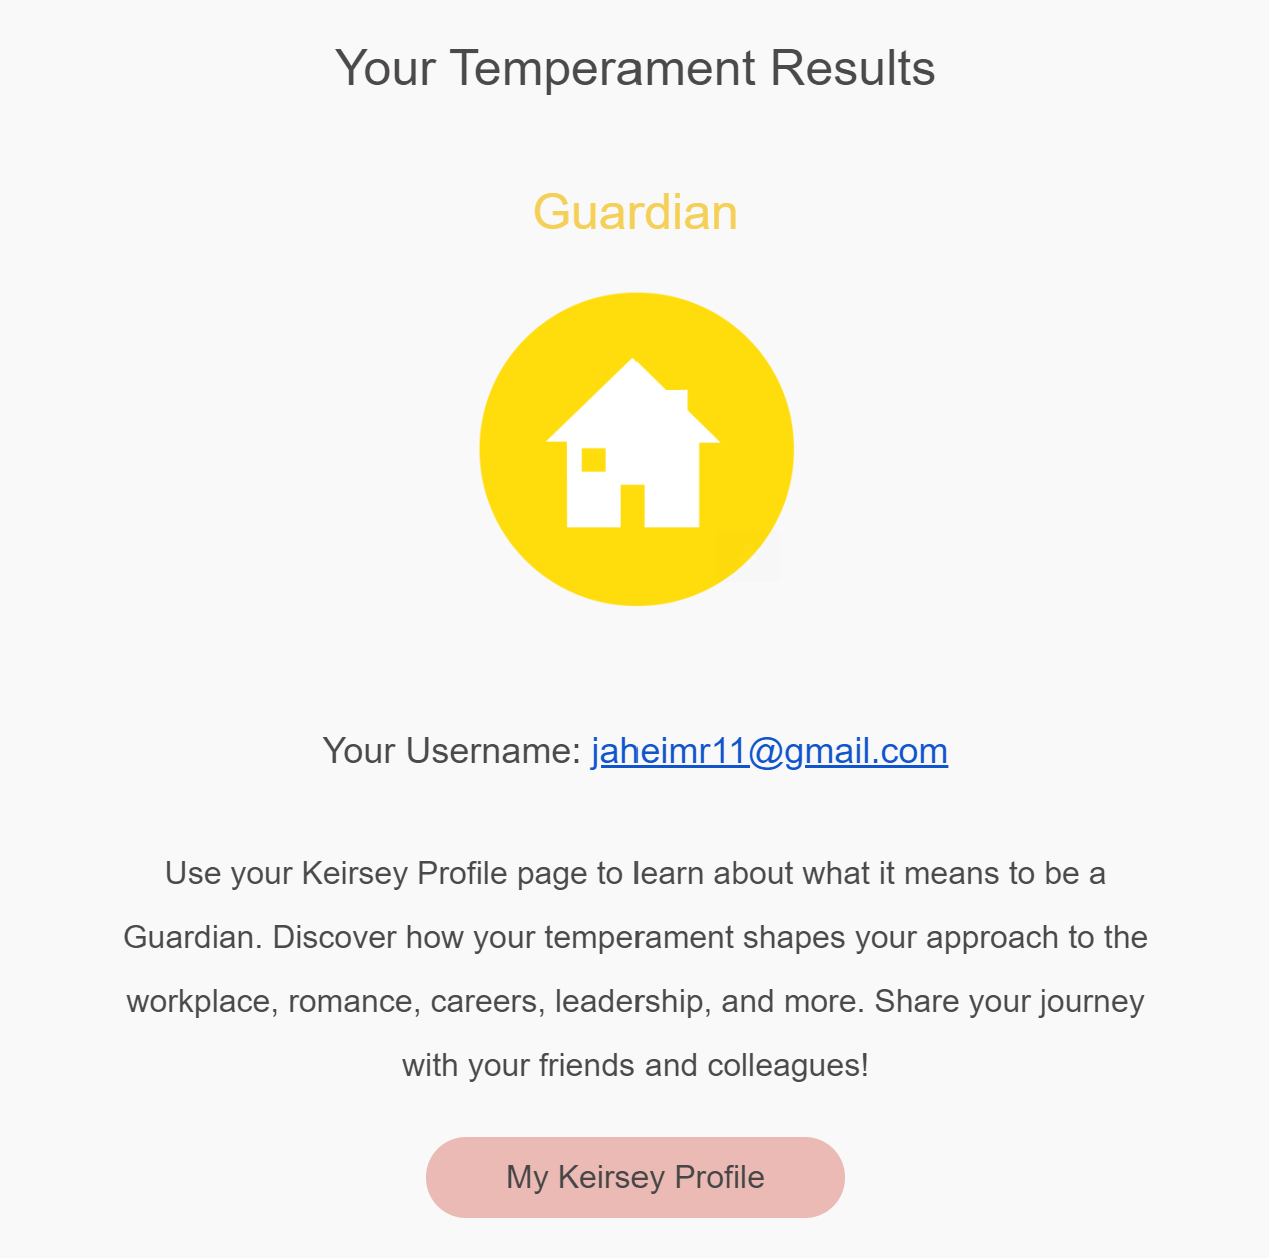 Your Temperament Results
Guardian
Your Username: jaheimr11@gmail.com
Use your Keirsey Profile page to learn about what it means to be a
Guardian. Discover how your temperament shapes your approach to the
workplace, romance, careers, leadership, and more. Share your journey
with your friends and colleagues!
My Keirsey Profile